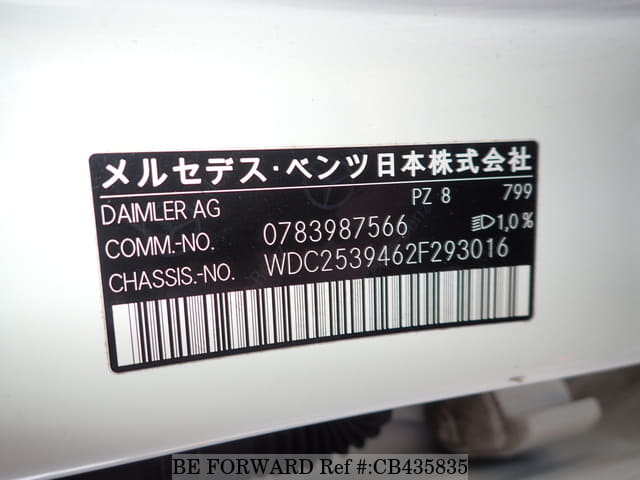 メルセデス・ベンツ日本株式会社
DAIMLER AG PZ 8 799
COMM.-NO. 0783987566 1,0%
CHASSIS.-NO. WDC2539462F293016
BE FORWARD Ref #:CB435835